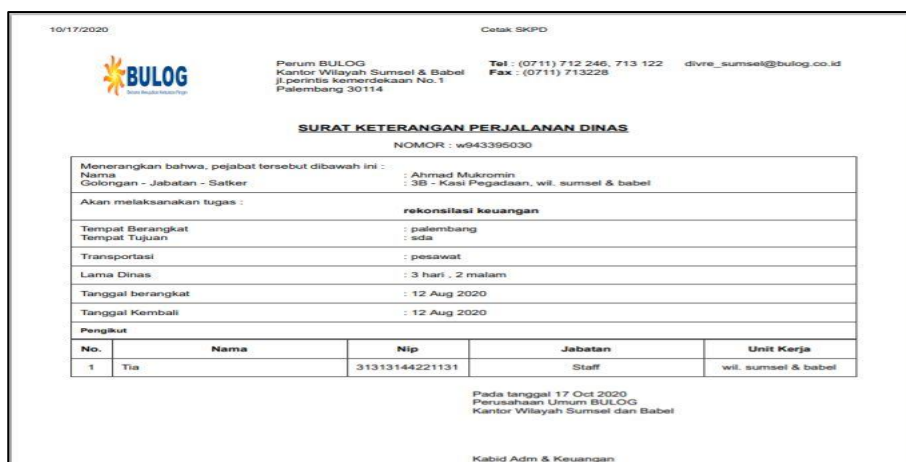 10/17/2020 Cetak SKPD
BULOG
Perum BULOG
Kantor Wilayah Sumsel & Babel
jl.perintis kemerdekaan No.1
Palembang 30114
Tel : (0711) 712 246, 713 122
Fax : (0711) 713228
divre_sumsel@bulog.co.id
SURAT KETERANGAN PERJALANAN DINAS
NOMOR : w943395030
Menerangkan bahwa, pejabat tersebut dibawah ini :
Nama : Ahmad Mukromin
Golongan - Jabatan - Satker : 3B - Kasi Pegadaan, wil. sumsel & babel
Akan melaksanakan tugas :
rekonsilasi keuangan
Tempat Berangkat : palembang
Tempat Tujuan : sda
Transportasi : pesawat
Lama Dinas : 3 hari , 2 malam
Tanggal berangkat : 12 Aug 2020
Tanggal Kembali : 12 Aug 2020
Pengikut
No. Nama Nip Jabatan Unit Kerja
1 Tia 31313144221131 Staff wil. sumsel & babel
Pada tanggal 17 Oct 2020
Perusahaan Umum BULOG
Kantor Wilayah Sumsel dan Babel
Kabid Adm & Keuangan